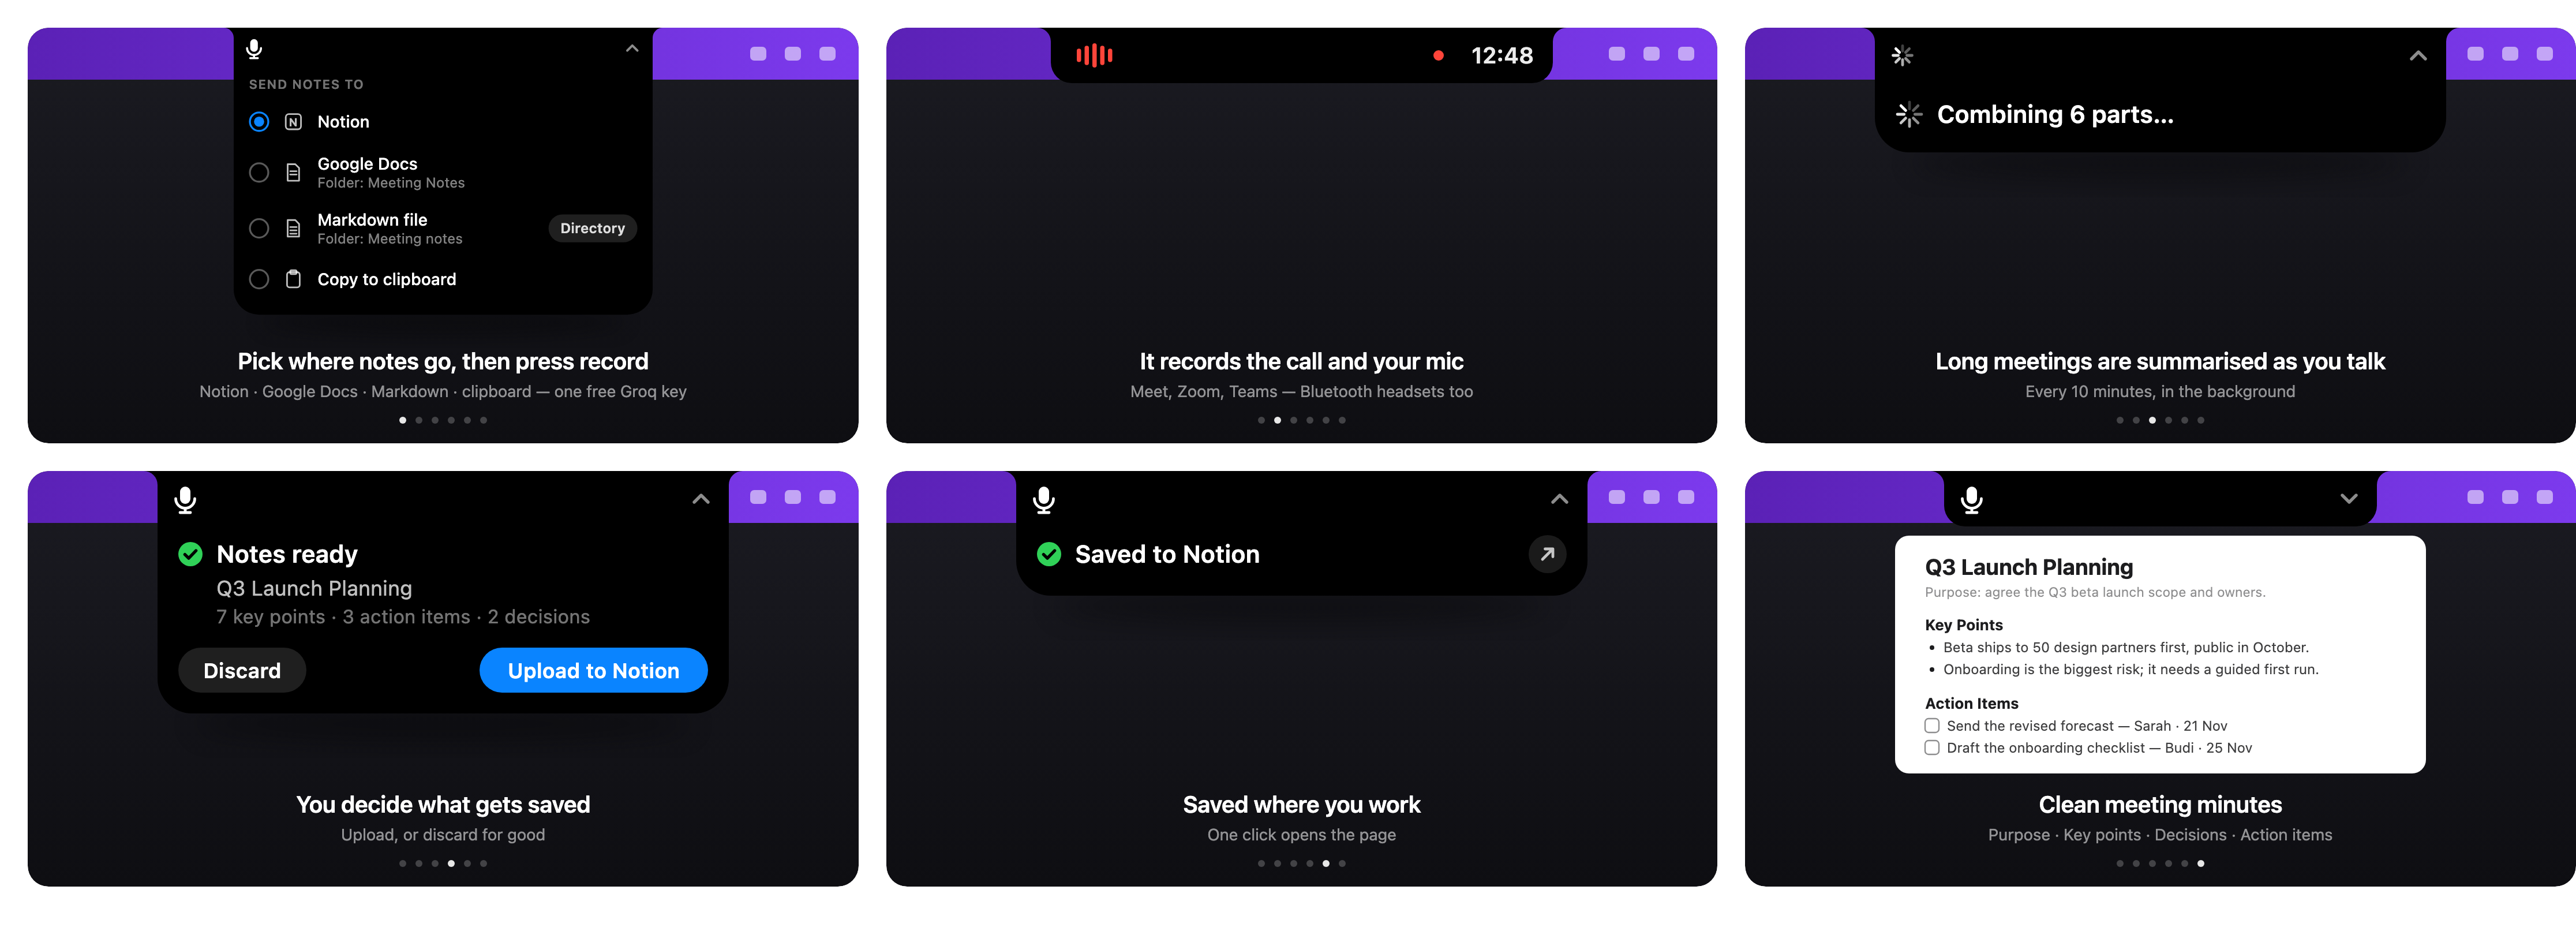 SEND NOTES TO
N Notion
Google Docs
Folder: Meeting Notes
Markdown file
Folder: Meeting notes
Directory
Copy to clipboard
Pick where notes go, then press record
Notion · Google Docs · Markdown · clipboard — one free Groq key
12:48
It records the call and your mic
Meet, Zoom, Teams — Bluetooth headsets too
Combining 6 parts...
Long meetings are summarised as you talk
Every 10 minutes, in the background
Notes ready
Q3 Launch Planning
7 key points · 3 action items · 2 decisions
Discard
Upload to Notion
You decide what gets saved
Upload, or discard for good
Saved to Notion
Saved where you work
One click opens the page
Q3 Launch Planning
Purpose: agree the Q3 beta launch scope and owners.
Key Points
• Beta ships to 50 design partners first, public in October.
• Onboarding is the biggest risk; it needs a guided first run.
Action Items
Send the revised forecast — Sarah · 21 Nov
Draft the onboarding checklist — Budi · 25 Nov
Clean meeting minutes
Purpose · Key points · Decisions · Action items